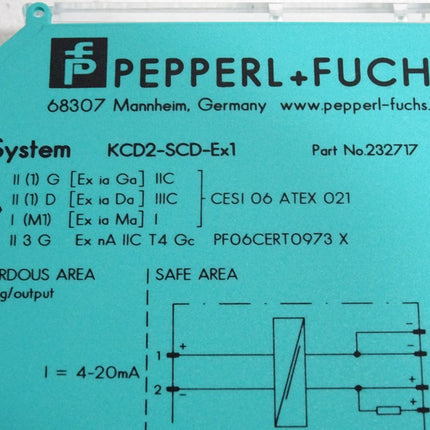 PEPPERL+FUCH
68307 Mannheim, Germany www.pepperl-fuchs.
System KCD2-SCD-Ex1 Part No.232717
II (1) G [Ex ia Ga] IIC
II (1) D [Ex ia Da] IIIC CESI 06 ATEX 021
I (M1) [Ex ia Ma] I
II 3 G Ex nA IIC T4 Gc PF06CERT0973 X
RDOUS AREA SAFE AREA
g/output
1 +
I = 4-20mA
2 -